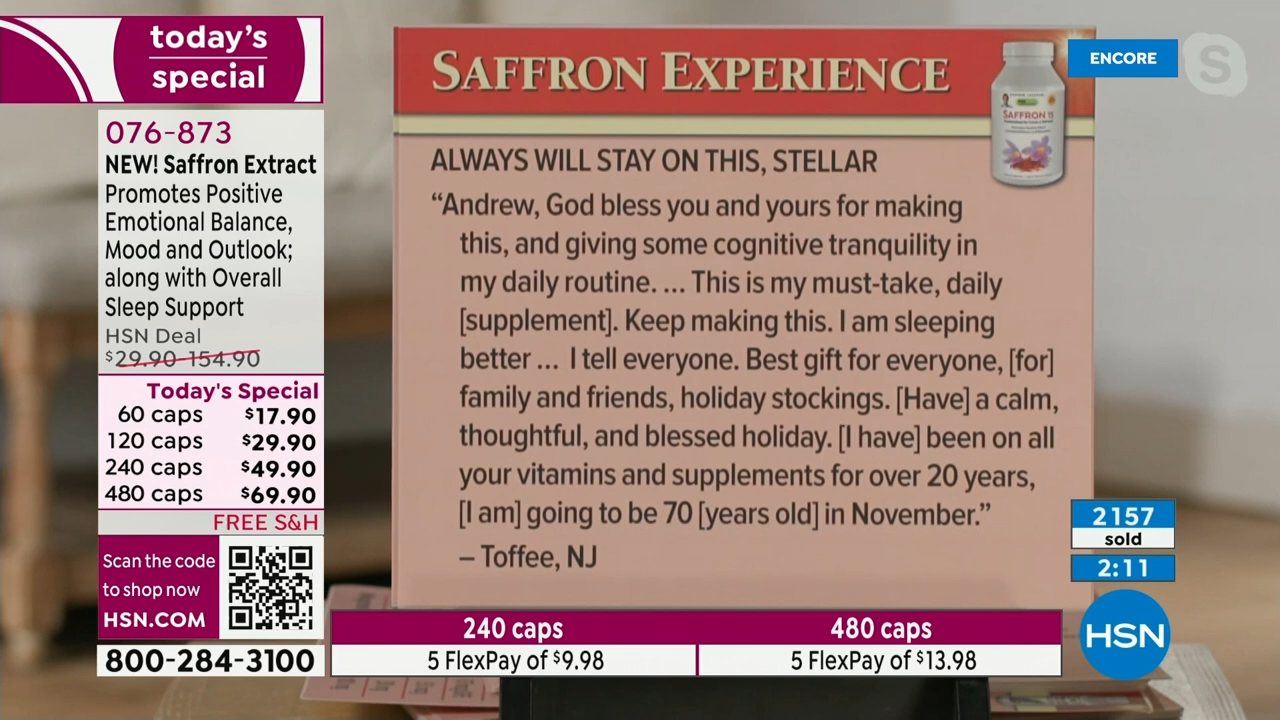 today's
special
076-873
NEW! Saffron Extract
Promotes Positive
Emotional Balance,
Mood and Outlook;
along with Overall
Sleep Support
HSN Deal
$29.90-154.90
Today's Special
60 caps $17.90
120 caps $29.90
240 caps $49.90
480 caps $69.90
FREE S&H
Scan the code
to shop now
HSN.COM
800-284-3100
SAFFRON EXPERIENCE
SAFFRON 15
ALWAYS WILL STAY ON THIS, STELLAR
“Andrew, God bless you and yours for making
this, and giving some cognitive tranquility in
my daily routine. ... This is my must-take, daily
[supplement]. Keep making this. I am sleeping
better ... I tell everyone. Best gift for everyone, [for]
family and friends, holiday stockings. [Have] a calm,
thoughtful, and blessed holiday. [I have] been on all
your vitamins and supplements for over 20 years,
[I am] going to be 70 [years old] in November.”
– Toffee, NJ
240 caps
5 FlexPay of $9.98
480 caps
5 FlexPay of $13.98
ENCORE
S
2157
sold
2:11
HSN